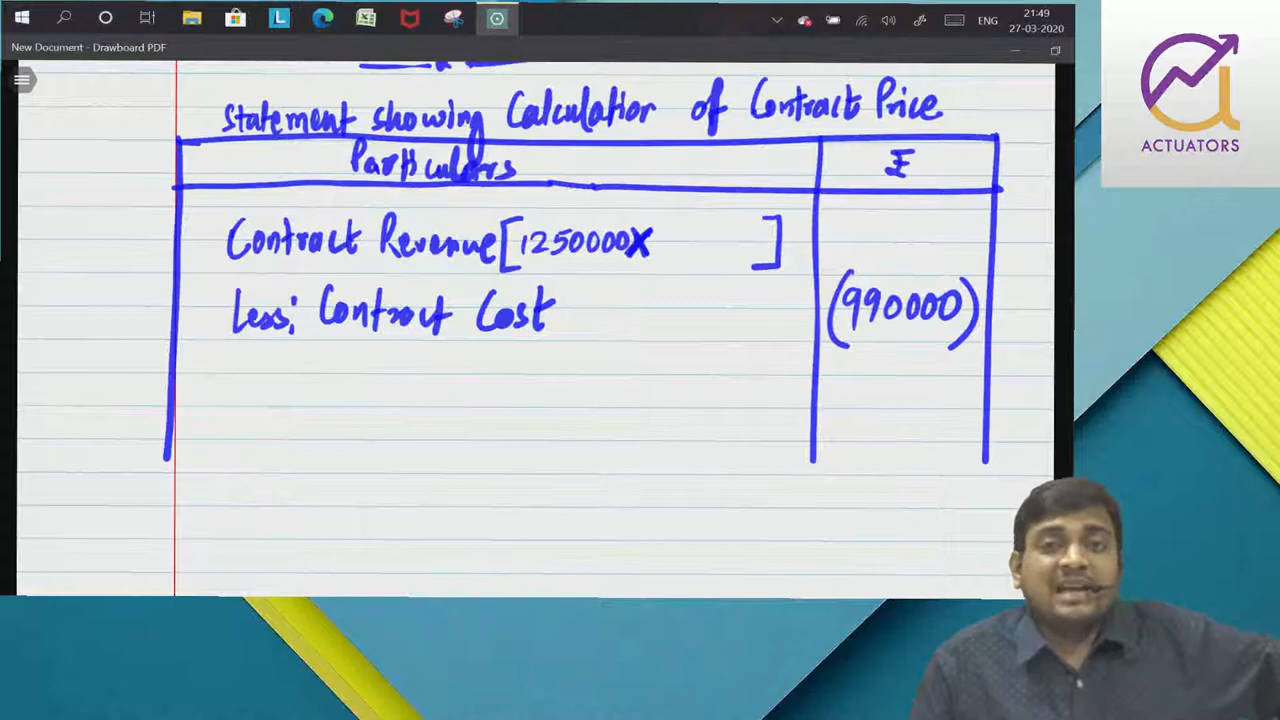 21:49
ENG
27-03-2020
New Document - Drawboard PDF
ACTUATORS
Statement showing Calculation of Contract Price
Particulars ₹
Contract Revenue [1250000X ]
Less: Contract Cost (990000)